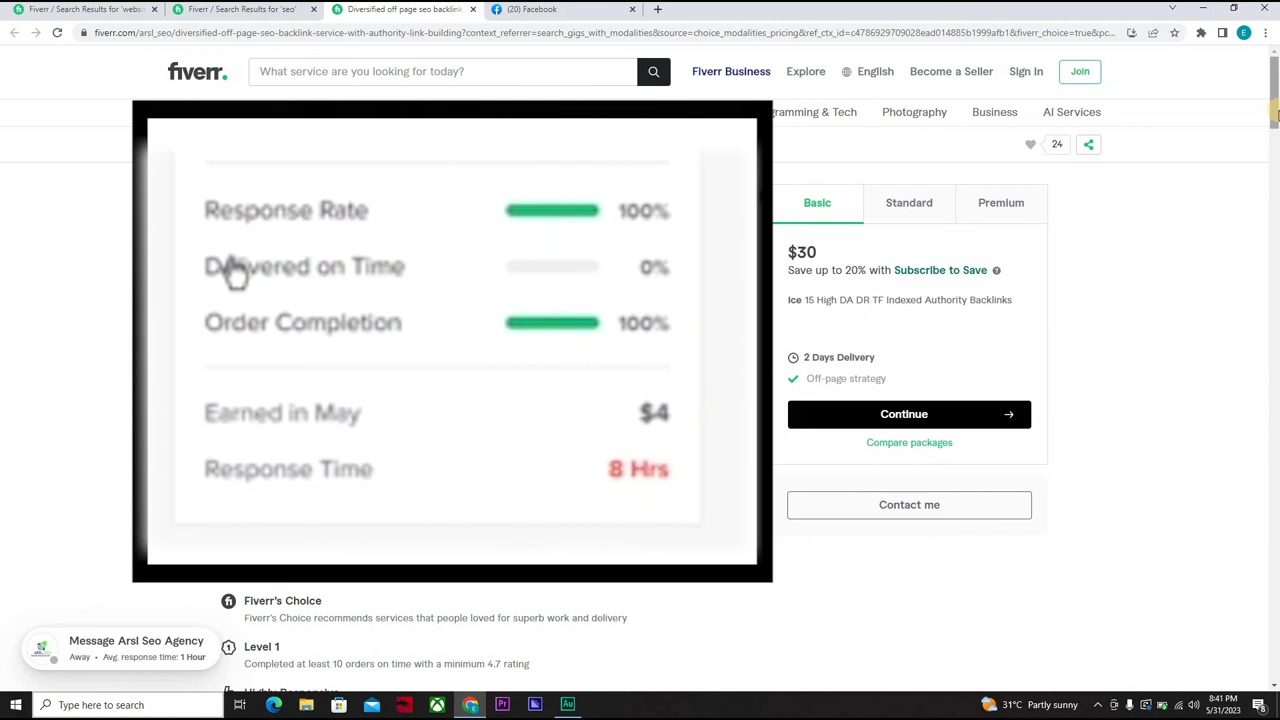 Fiverr / Search Results for 'websi
Fiverr / Search Results for 'seo'
Diversified off page seo backlink
(20) Facebook
fiverr.com/arsl_seo/diversified-off-page-seo-backlink-service-with-authority-link-building?context_referrer=search_gigs_with_modalities&source=choice_modalities_pricing&ref_ctx_id=c4786929709028ead014885b1999afb1&fiverr_choice=true&pc...
E
fiverr.
What service are you looking for today?
Fiverr Business
Explore
English
Become a Seller
Sign In
Join
gramming & Tech
Photography
Business
AI Services
24
Response Rate 100%
Delivered on Time 0%
Order Completion 100%
Earned in May $4
Response Time 8 Hrs
Basic
Standard
Premium
$30
Save up to 20% with Subscribe to Save
Ice 15 High DA DR TF Indexed Authority Backlinks
2 Days Delivery
Off-page strategy
Continue
Compare packages
Contact me
Fiverr's Choice
Fiverr's Choice recommends services that people loved for superb work and delivery
Level 1
Completed at least 10 orders on time with a minimum 4.7 rating
Message Arsl Seo Agency
Away • Avg. response time: 1 Hour
Type here to search
Pr
Au
31°C Partly sunny
8:41 PM
5/31/2023